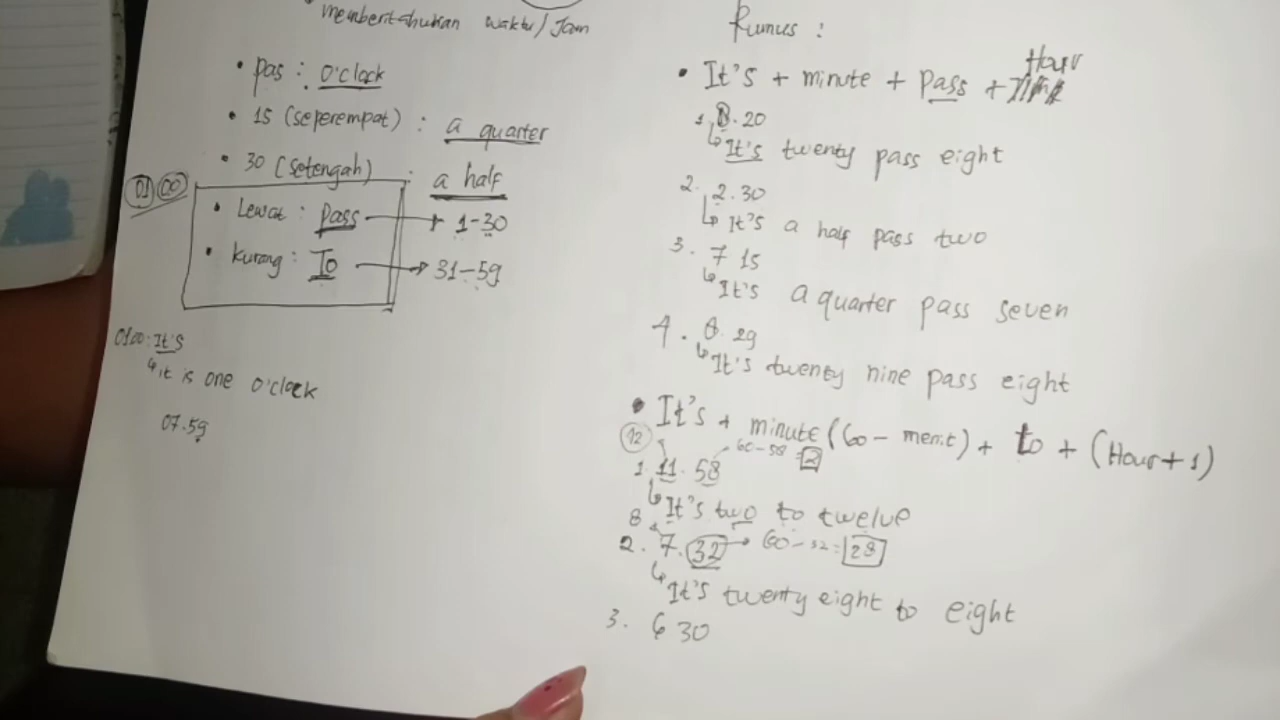 memberitahukan waktu/Jam
• pas : o'clock
• 15 (seperempat) : a quarter
• 30 (setengah) : a half
01 00
• Lewat : pass → 1-30
• kurang : To → 31-59
01.00 : It's
↳ it is one o'clock
07.59
Rumus :
• It's + minute + pass + Hour
1. 8.20
↳ It's twenty pass eight
2. 2.30
↳ It's a half pass two
3. 7 15
↳ It's a quarter pass seven
4. 8.29
↳ It's twenty nine pass eight
• It's + minute (60 - menit) + to + (Hour + 1)
12
1. 11.58 60-58 = 2
↳ It's two to twelve
8
2. 7.32 → 60-32 = 28
↳ It's twenty eight to eight
3. 6 30